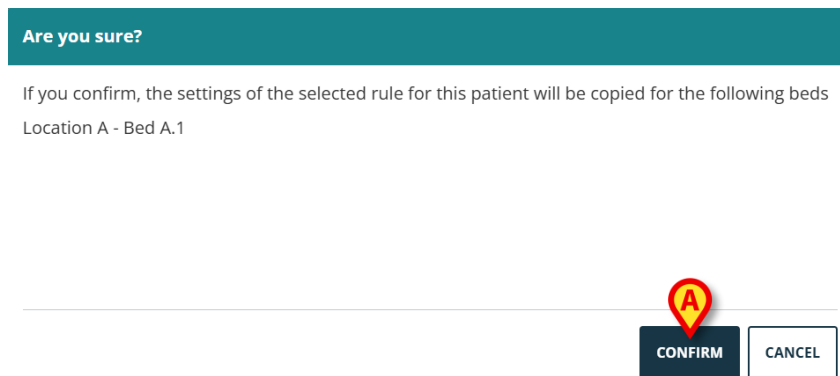 Are you sure?
If you confirm, the settings of the selected rule for this patient will be copied for the following beds
Location A - Bed A.1
A
CONFIRM CANCEL